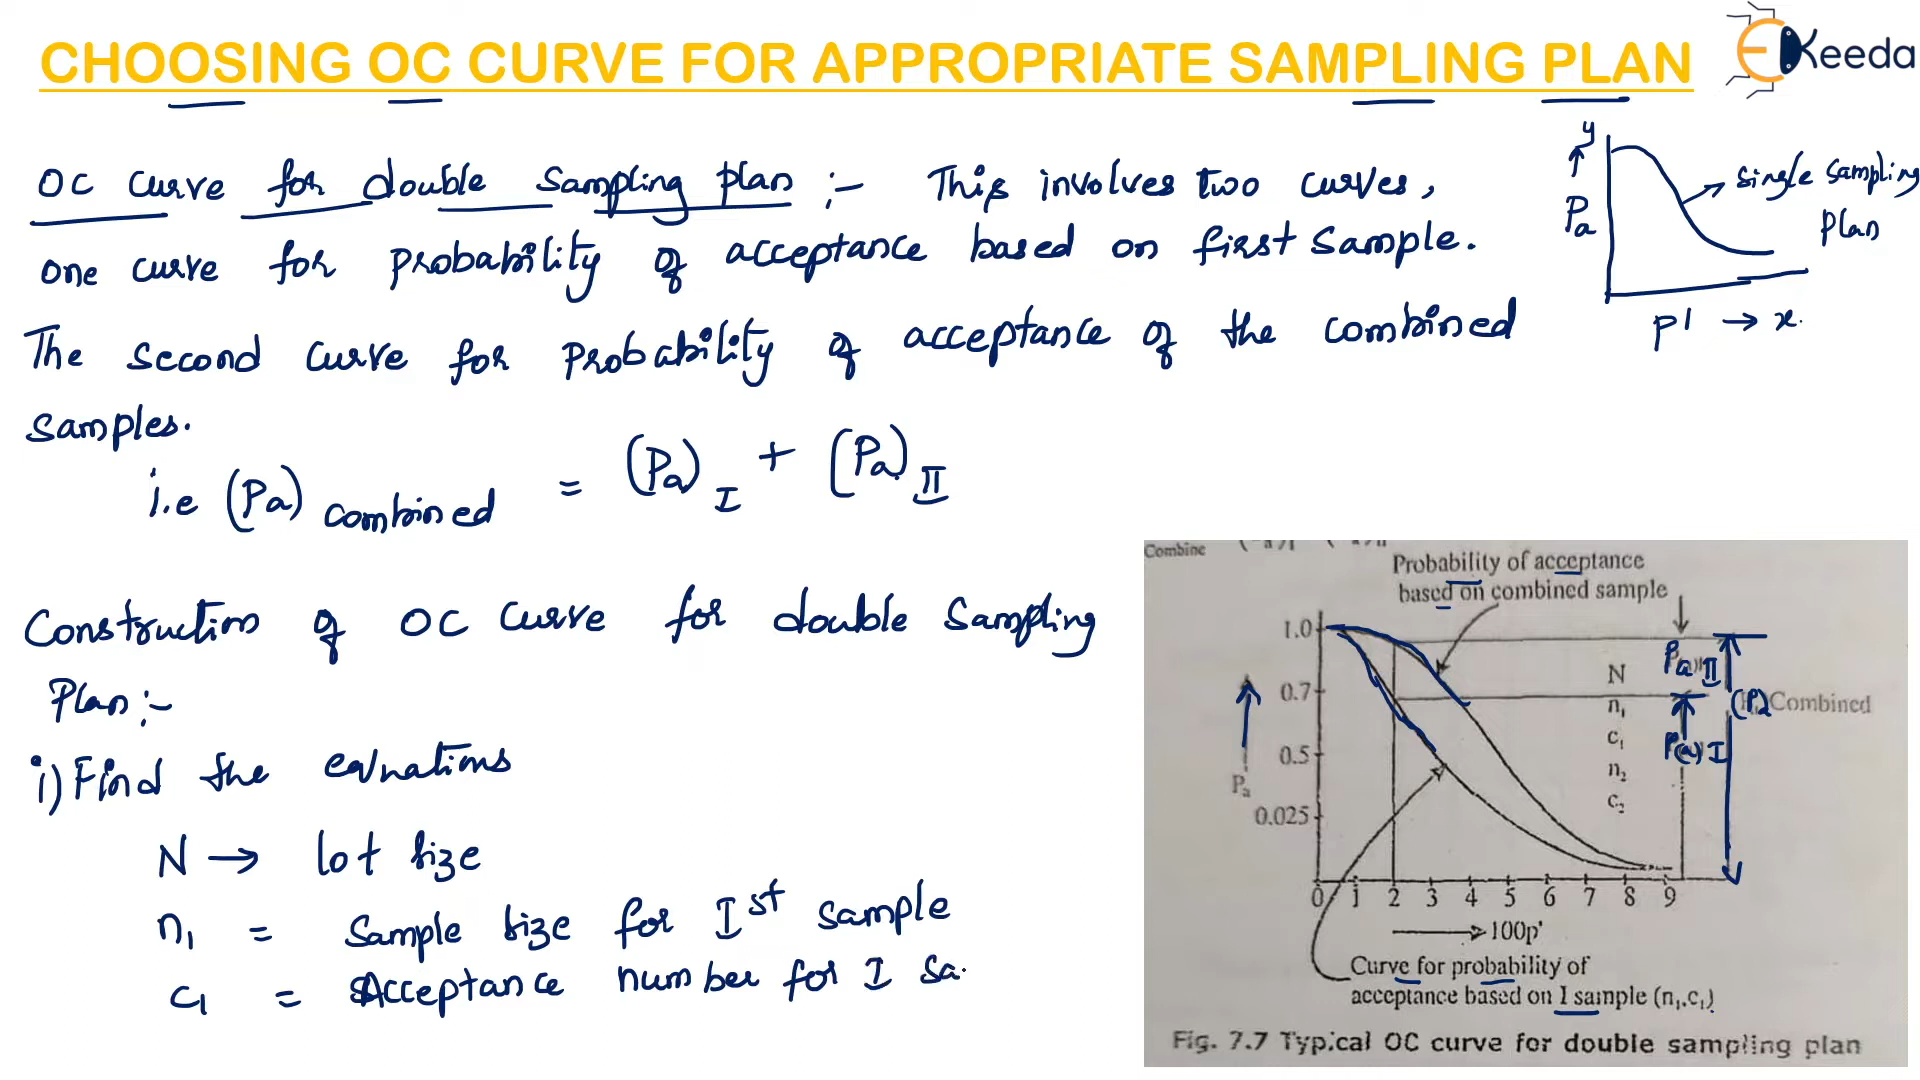 CHOOSING OC CURVE FOR APPROPRIATE SAMPLING PLAN
EKeeda
OC curve for double sampling plan :- This involves two curves,
one curve for probability of acceptance based on first sample.
The second curve for probability of acceptance of the combined
samples.
i.e (Pa) combined = (Pa) I + (Pa) II
y
Pa
single sampling
plan
p' → x.
Construction of OC curve for double sampling
plan :-
i) Find the equations
N → lot size
n1 = sample size for Ist sample
c1 = Acceptance number for I sa
Combine
Probability of acceptance
based on combined sample
1.0
0.7
0.5
0.025
Pa
N
n1
c1
n2
c2
Pa II
P(a) I
Combined
0 1 2 3 4 5 6 7 8 9
100p'
Curve for probability of
acceptance based on I sample (n1.c1)
Fig. 7.7 Typical OC curve for double sampling plan